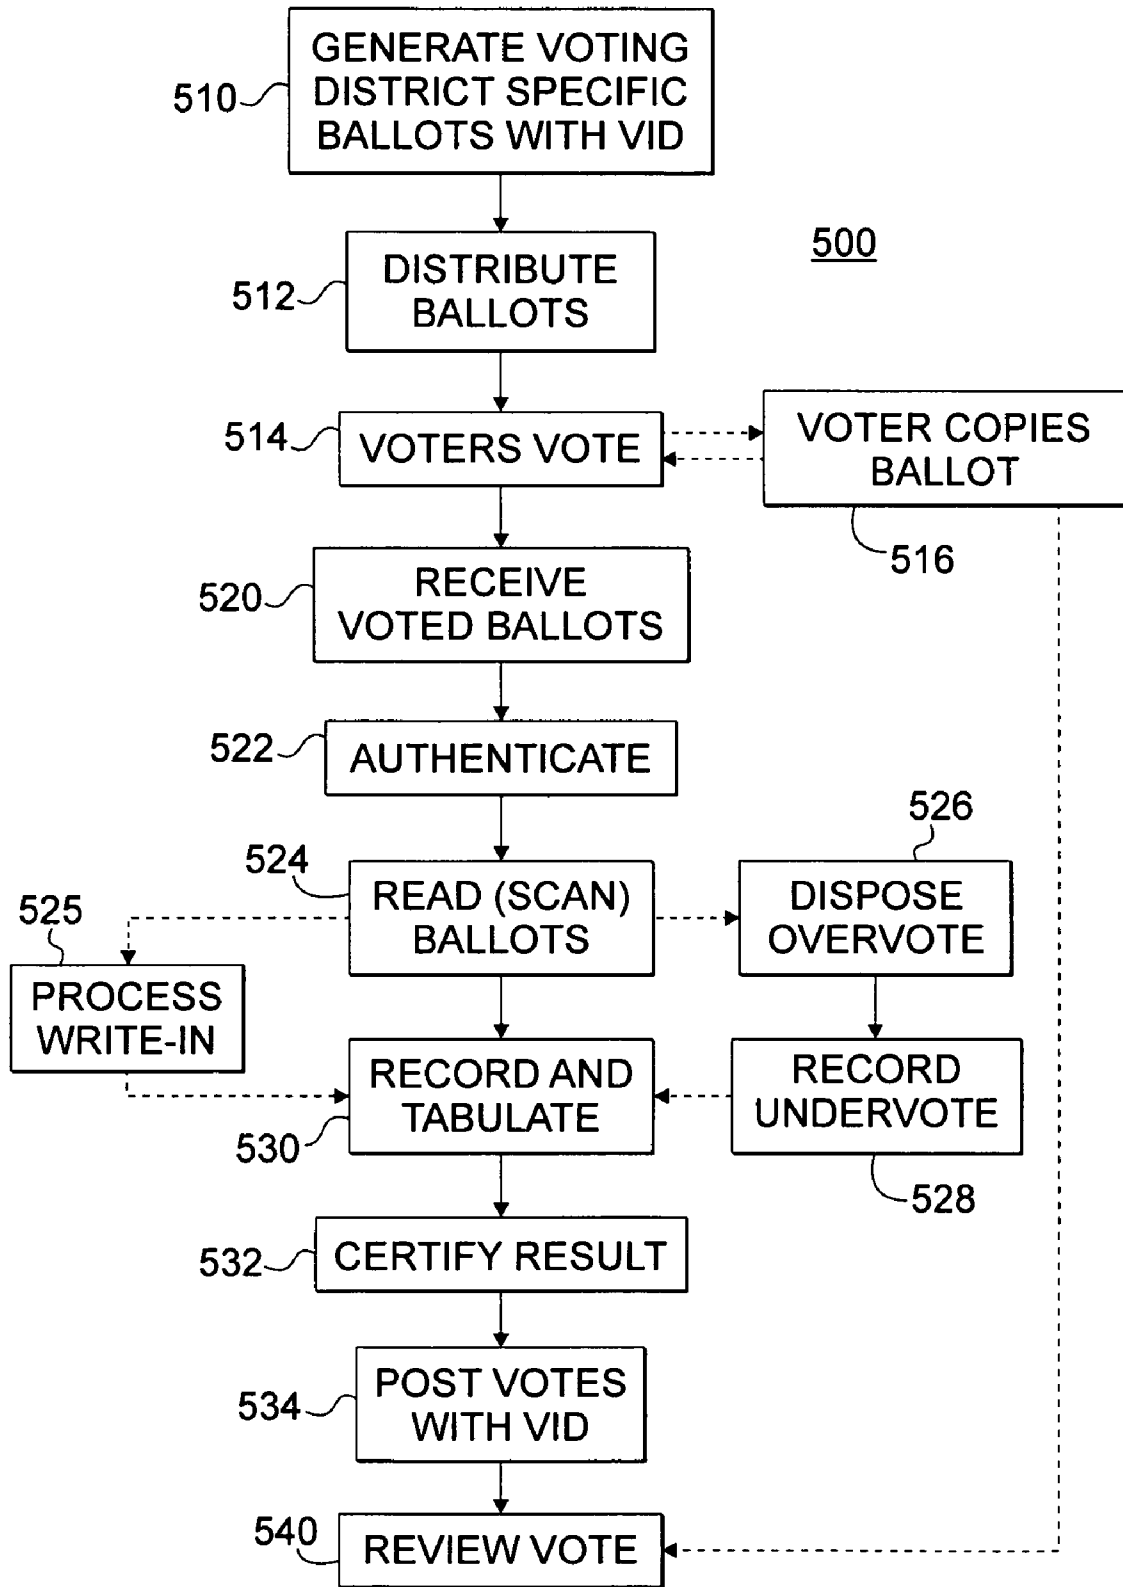 GENERATE VOTING
DISTRICT SPECIFIC
BALLOTS WITH VID
510
500
DISTRIBUTE
BALLOTS
512
514
VOTERS VOTE
VOTER COPIES
BALLOT
516
RECEIVE
VOTED BALLOTS
520
522
AUTHENTICATE
526
524
READ (SCAN)
BALLOTS
DISPOSE
OVERVOTE
525
PROCESS
WRITE-IN
RECORD AND
TABULATE
530
RECORD
UNDERVOTE
528
CERTIFY RESULT
532
POST VOTES
WITH VID
534
540
REVIEW VOTE